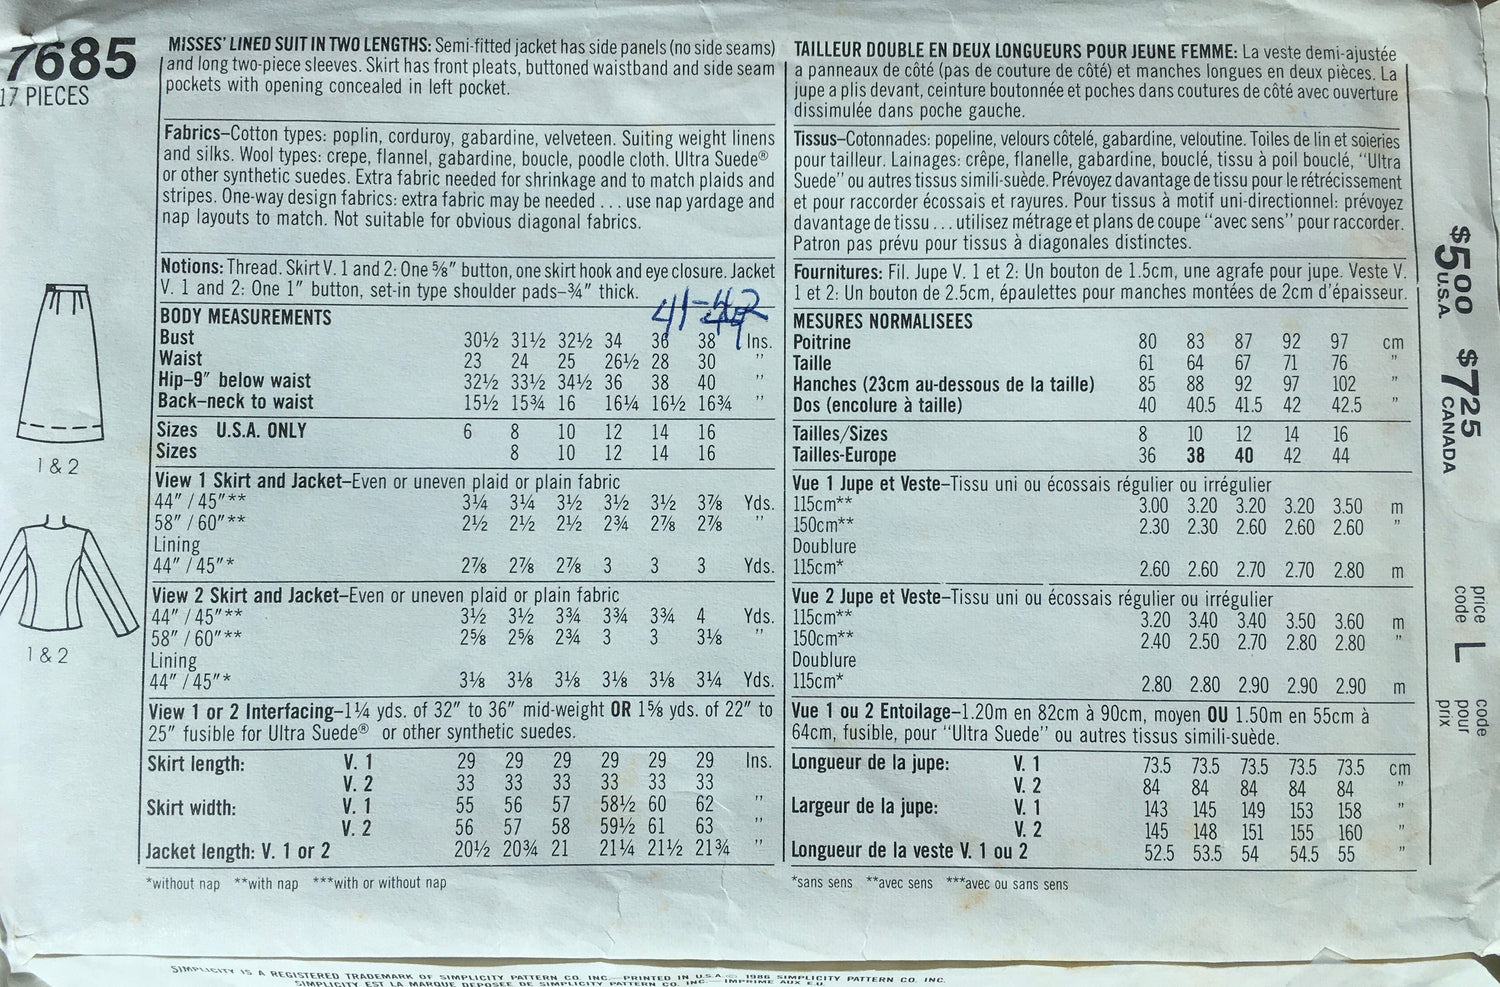 7685
17 PIECES
MISSES' LINED SUIT IN TWO LENGTHS: Semi-fitted jacket has side panels (no side seams)
and long two-piece sleeves. Skirt has front pleats, buttoned waistband and side seam
pockets with opening concealed in left pocket.
Fabrics–Cotton types: poplin, corduroy, gabardine, velveteen. Suiting weight linens
and silks. Wool types: crepe, flannel, gabardine, boucle, poodle cloth. Ultra Suede®
or other synthetic suedes. Extra fabric needed for shrinkage and to match plaids and
stripes. One-way design fabrics: extra fabric may be needed . . . use nap yardage and
nap layouts to match. Not suitable for obvious diagonal fabrics.
Notions: Thread. Skirt V. 1 and 2: One 5⁄8″ button, one skirt hook and eye closure. Jacket
V. 1 and 2: One 1″ button, set-in type shoulder pads–¾″ thick.
41-42
BODY MEASUREMENTS
Bust 30½ 31½ 32½ 34 36 38 Ins.
Waist 23 24 25 26½ 28 30 ″
Hip–9″ below waist 32½ 33½ 34½ 36 38 40 ″
Back–neck to waist 15½ 15¾ 16 16¼ 16½ 16¾ ″
Sizes U.S.A. ONLY 6 8 10 12 14 16
Sizes 8 10 12 14 16
View 1 Skirt and Jacket–Even or uneven plaid or plain fabric
44″ / 45″** 3¼ 3¼ 3½ 3½ 3½ 3⅞ Yds.
58″ / 60″** 2½ 2½ 2½ 2¾ 2⅞ 2⅞ ″
Lining
44″ / 45″* 2⅞ 2⅞ 2⅞ 3 3 3 Yds.
View 2 Skirt and Jacket–Even or uneven plaid or plain fabric
44″ / 45″** 3½ 3½ 3¾ 3¾ 3¾ 4 Yds.
58″ / 60″** 2⅝ 2⅝ 2¾ 3 3 3⅛ ″
Lining
44″ / 45″* 3⅛ 3⅛ 3⅛ 3⅛ 3⅛ 3¼ Yds.
View 1 or 2 Interfacing–1¼ yds. of 32″ to 36″ mid-weight OR 1⅝ yds. of 22″ to
25″ fusible for Ultra Suede® or other synthetic suedes.
Skirt length: V. 1 29 29 29 29 29 29 Ins.
V. 2 33 33 33 33 33 33
Skirt width: V. 1 55 56 57 58½ 60 62 ″
V. 2 56 57 58 59½ 61 63 ″
Jacket length: V. 1 or 2 20½ 20¾ 21 21¼ 21½ 21¾ ″
*without nap **with nap ***with or without nap
TAILLEUR DOUBLE EN DEUX LONGUEURS POUR JEUNE FEMME: La veste demi-ajustée
a panneaux de côté (pas de couture de côté) et manches longues en deux pièces. La
jupe a plis devant, ceinture boutonnée et poches dans coutures de côté avec ouverture
dissimulée dans poche gauche.
Tissus–Cotonnades: popeline, velours côtelé, gabardine, veloutine. Toiles de lin et soieries
pour tailleur. Lainages: crêpe, flanelle, gabardine, bouclé, tissu à poil bouclé, “Ultra
Suede” ou autres tissus simili-suède. Prévoyez davantage de tissu pour le rétrécissement
et pour raccorder écossais et rayures. Pour tissus à motif uni-directionnel: prévoyez
davantage de tissu . . . utilisez métrage et plans de coupe “avec sens” pour raccorder.
Patron pas prévu pour tissus à diagonales distinctes.
Fournitures: Fil. Jupe V. 1 et 2: Un bouton de 1.5cm, une agrafe pour jupe. Veste V.
1 et 2: Un bouton de 2.5cm, épaulettes pour manches montées de 2cm d'épaisseur.
MESURES NORMALISEES
Poitrine 80 83 87 92 97 cm
Taille 61 64 67 71 76 ″
Hanches (23cm au-dessous de la taille) 85 88 92 97 102 ″
Dos (encolure à taille) 40 40.5 41.5 42 42.5 ″
Tailles/Sizes 8 10 12 14 16
Tailles-Europe 36 38 40 42 44
Vue 1 Jupe et Veste–Tissu uni ou écossais régulier ou irrégulier
115cm** 3.00 3.20 3.20 3.20 3.50 m
150cm** 2.30 2.30 2.60 2.60 2.60 ″
Doublure
115cm* 2.60 2.60 2.70 2.70 2.80 m
Vue 2 Jupe et Veste–Tissu uni ou écossais régulier ou irrégulier
115cm** 3.20 3.40 3.40 3.50 3.60 m
150cm** 2.40 2.50 2.70 2.80 2.80 ″
Doublure
115cm* 2.80 2.80 2.90 2.90 2.90 m
Vue 1 ou 2 Entoilage–1.20m en 82cm à 90cm, moyen OU 1.50m en 55cm à
64cm, fusible, pour “Ultra Suede” ou autres tissus simili-suède.
Longueur de la jupe: V. 1 73.5 73.5 73.5 73.5 73.5 cm
V. 2 84 84 84 84 84 ″
Largeur de la jupe: V. 1 143 145 149 153 158 ″
V. 2 145 148 151 155 160 ″
Longueur de la veste V. 1 ou 2 52.5 53.5 54 54.5 55 ″
*sans sens **avec sens ***avec ou sans sens
1 & 2
1 & 2
$5.00 U.S.A.
$7.25 CANADA
price code L code pour prix
SIMPLICITY IS A REGISTERED TRADEMARK OF SIMPLICITY PATTERN CO. INC.—PRINTED IN U.S.A.© 1986 SIMPLICITY PATTERN CO. INC.
SIMPLICITY EST LA MARQUE DEPOSEE DE SIMPLICITY PATTERN CO. INC.—IMPRIME AUX E.U.